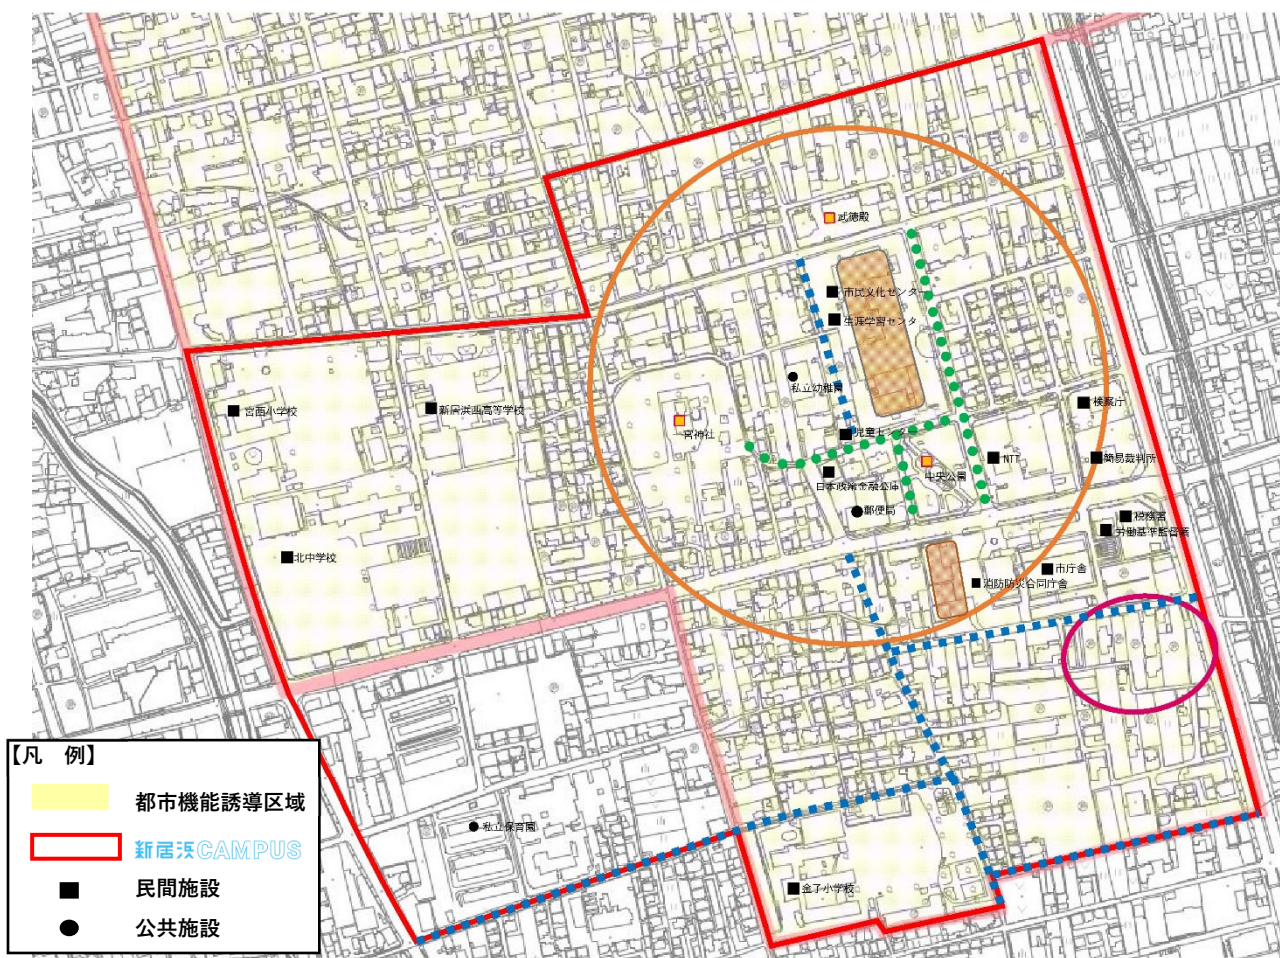 武徳殿
市民文化センター
生涯学習センタ
私立幼稚園
検察庁
宮西小学校
新居浜西高等学校
一宮神社
児童センター
NTT
簡易裁判所
中央公園
日本政策金融公庫
郵便局
税務署
労働基準監督署
北中学校
市庁舎
消防防災合同庁舎
私立保育園
金子小学校
【凡 例】
都市機能誘導区域
新居浜CAMPUS
民間施設
公共施設